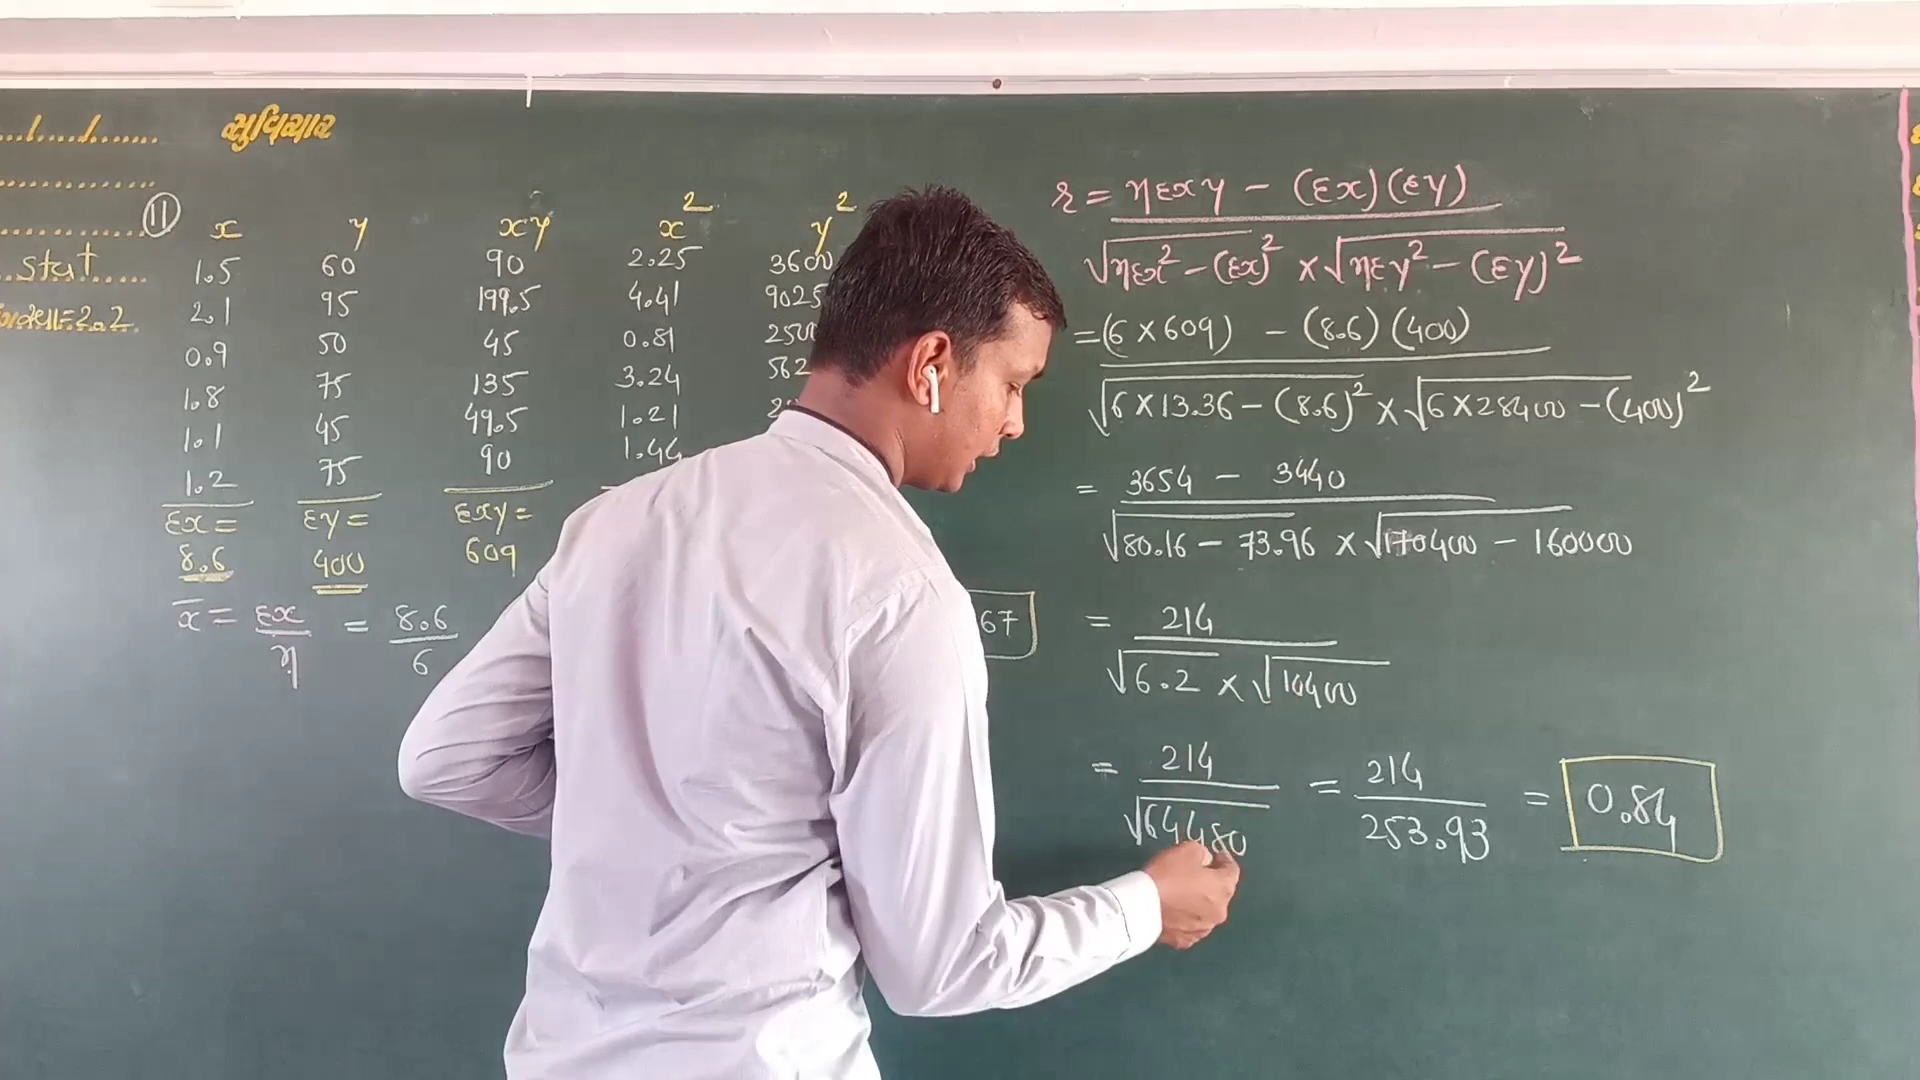 સુવિચાર
stat
11
x y xy x² y²
1.5 60 90 2.25 3600
2.1 95 199.5 4.41 9025
0.9 50 45 0.81 2500
1.8 75 135 3.24 562
1.1 45 49.5 1.21
1.2 75 90 1.44
Σx = Σy = Σxy =
8.6 400 609
x̄ = Σx/n = 8.6/6
67
r = nΣxy - (Σx)(Σy)
√nΣx² - (Σx)² × √nΣy² - (Σy)²
= (6 × 609) - (8.6) (400)
√6 × 13.36 - (8.6)² × √6 × 28400 - (400)²
= 3654 - 3440
√80.16 - 73.96 × √170400 - 160000
= 214
√6.2 × √10400
= 214/√64480 = 214/253.93 = 0.84